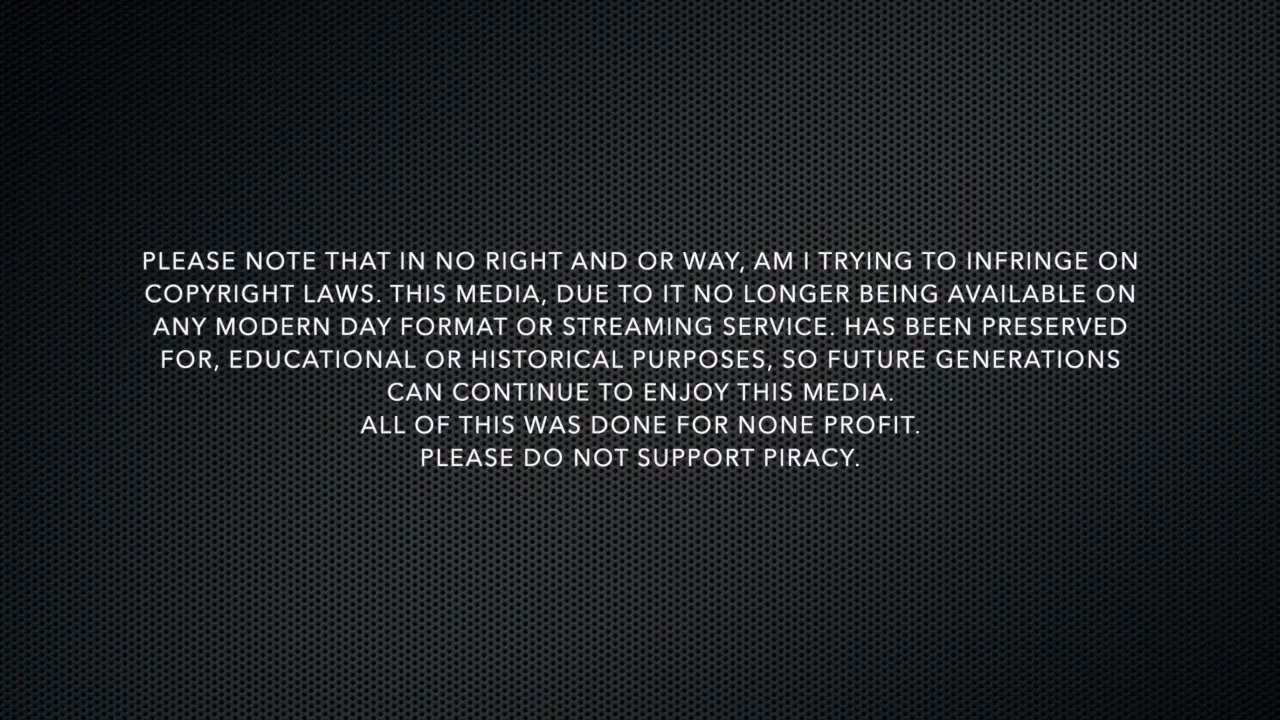 PLEASE NOTE THAT IN NO RIGHT AND OR WAY, AM I TRYING TO INFRINGE ON
COPYRIGHT LAWS. THIS MEDIA, DUE TO IT NO LONGER BEING AVAILABLE ON
ANY MODERN DAY FORMAT OR STREAMING SERVICE. HAS BEEN PRESERVED
FOR, EDUCATIONAL OR HISTORICAL PURPOSES, SO FUTURE GENERATIONS
CAN CONTINUE TO ENJOY THIS MEDIA.
ALL OF THIS WAS DONE FOR NONE PROFIT.
PLEASE DO NOT SUPPORT PIRACY.